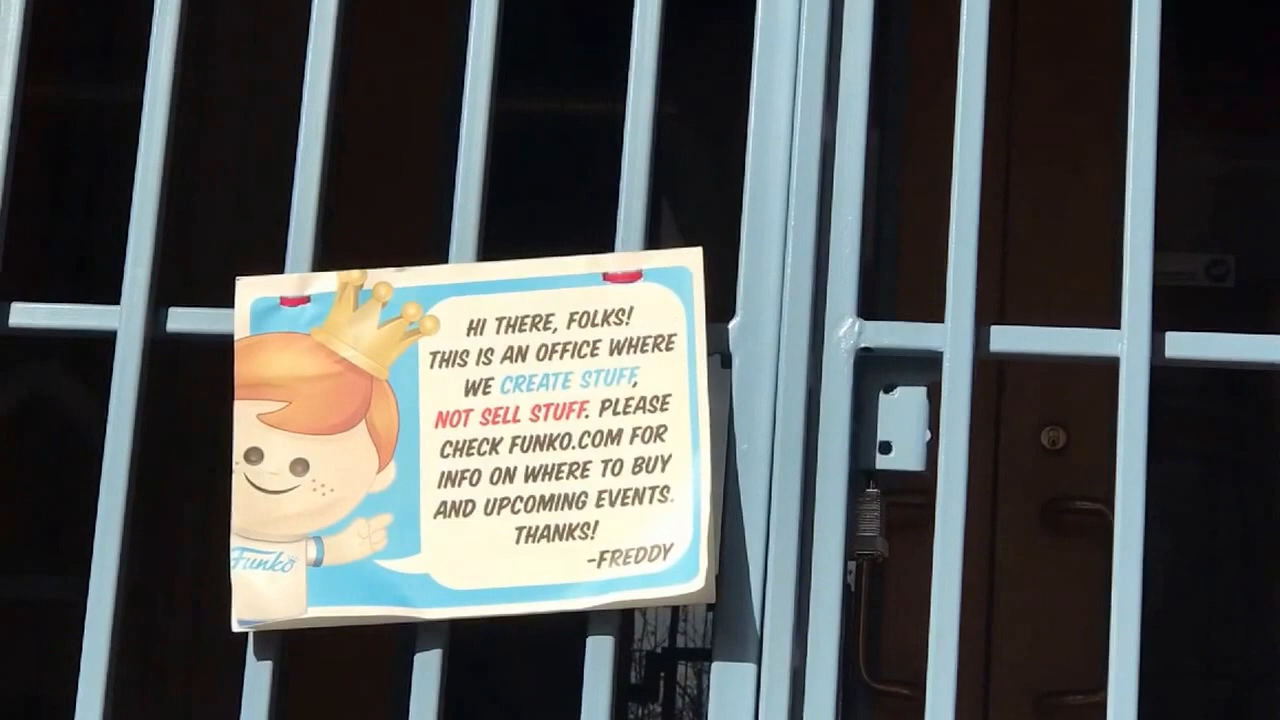 HI THERE, FOLKS!
THIS IS AN OFFICE WHERE
WE CREATE STUFF,
NOT SELL STUFF. PLEASE
CHECK FUNKO.COM FOR
INFO ON WHERE TO BUY
AND UPCOMING EVENTS.
THANKS!
-FREDDY
Funko